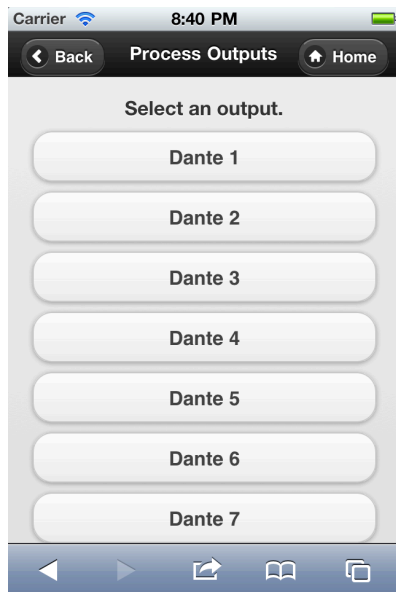 Carrier 8:40 PM
Back Process Outputs Home
Select an output.
Dante 1
Dante 2
Dante 3
Dante 4
Dante 5
Dante 6
Dante 7